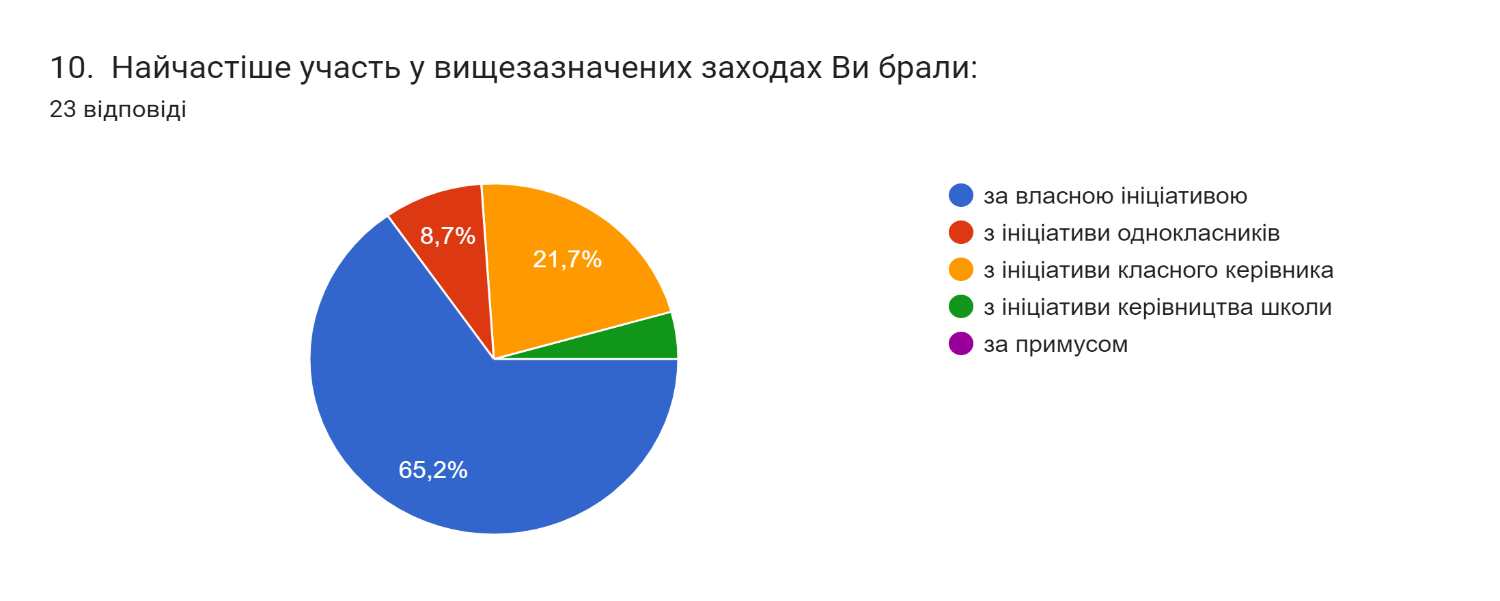 10. Найчастіше участь у вищезазначених заходах Ви брали:
23 відповіді
8,7%
21,7%
65,2%
за власною ініціативою
з ініціативи однокласників
з ініціативи класного керівника
з ініціативи керівництва школи
за примусом